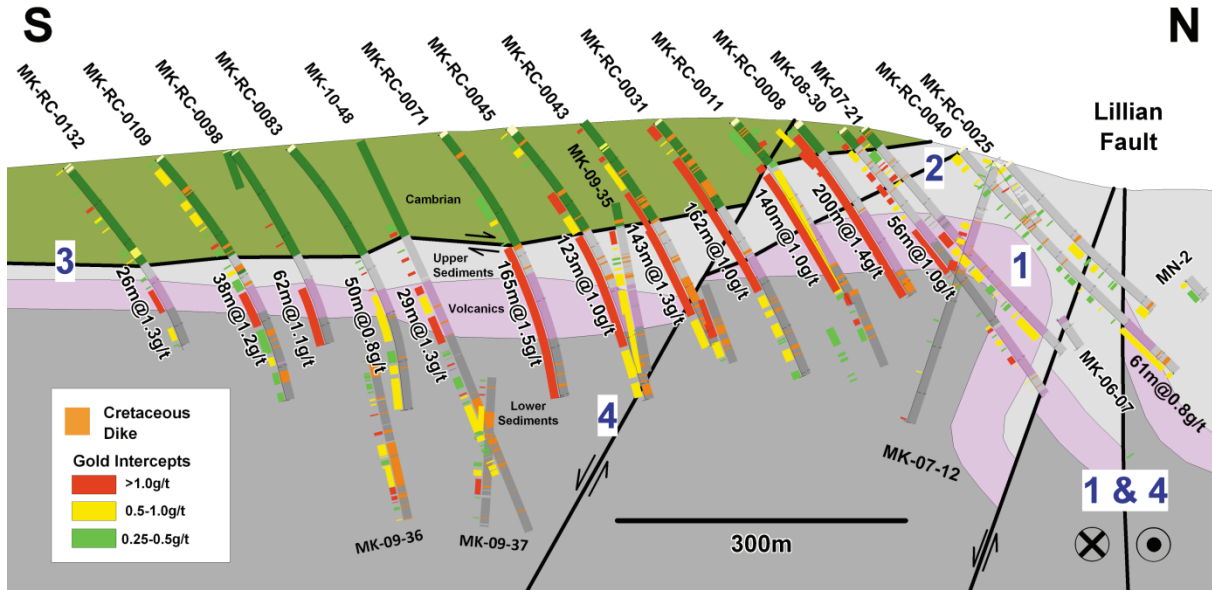 S
N
MK-RC-0132
MK-RC-0109
MK-RC-0098
MK-RC-0083
MK-10-48
MK-RC-0071
MK-RC-0045
MK-RC-0043
MK-RC-0031
MK-RC-0011
MK-RC-0008
MK-08-30
MK-07-21
MK-RC-0040
MK-RC-0025
Lillian
Fault
MK-09-35
2
Cambrian
3
Upper
Sediments
Volcanics
1
MN-2
26m@1.3g/t
38m@1.2g/t
62m@1.1g/t
50m@0.8g/t
29m@1.3g/t
165m@1.5g/t
123m@1.0g/t
143m@1.3g/t
162m@1.0g/t
140m@1.0g/t
200m@1.4g/t
56m@1.0g/t
61m@0.8g/t
MK-06-07
Lower
Sediments
4
MK-07-12
Cretaceous
Dike
Gold Intercepts
>1.0g/t
0.5-1.0g/t
0.25-0.5g/t
MK-09-36
MK-09-37
300m
1 & 4